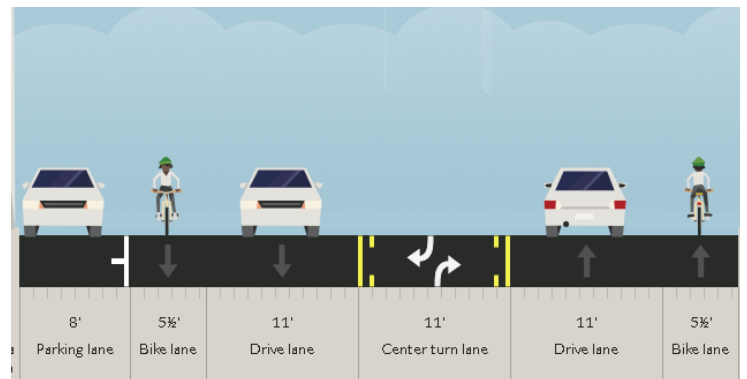 8' 5½' 11' 11' 11' 5½'
Parking lane Bike lane Drive lane Center turn lane Drive lane Bike lane